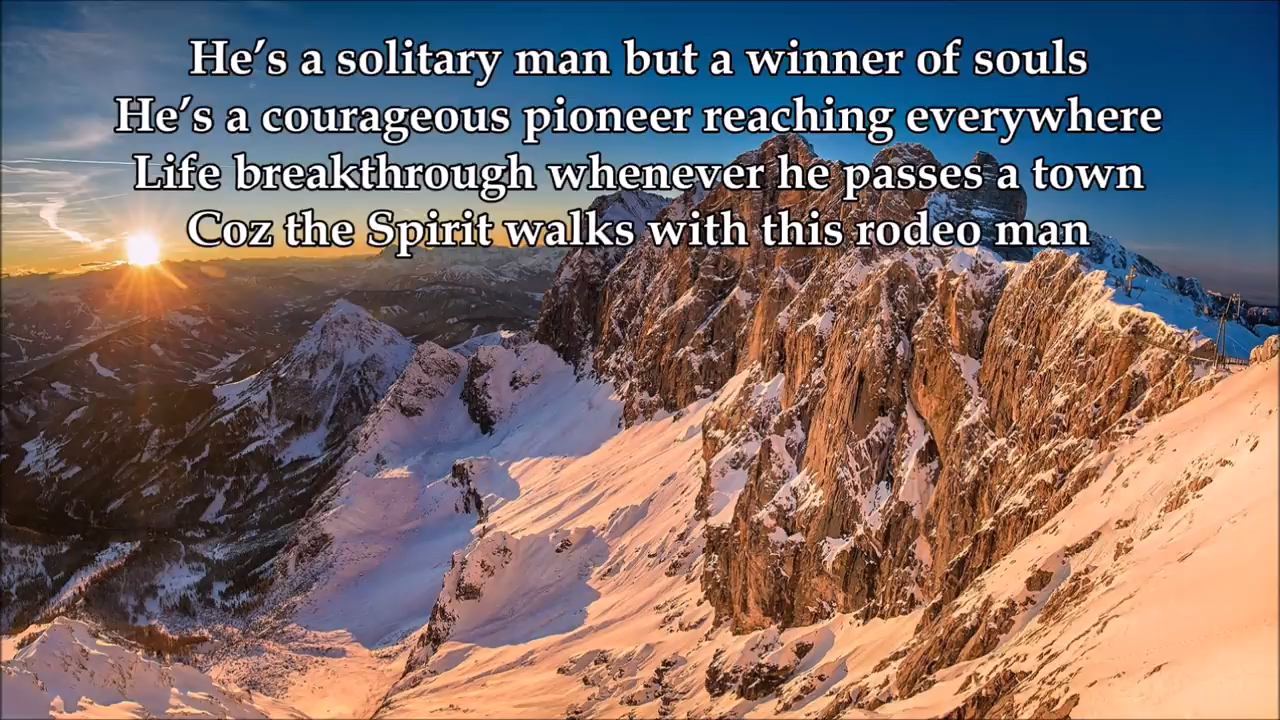 He’s a solitary man but a winner of souls
He’s a courageous pioneer reaching everywhere
Life breakthrough whenever he passes a town
Coz the Spirit walks with this rodeo man